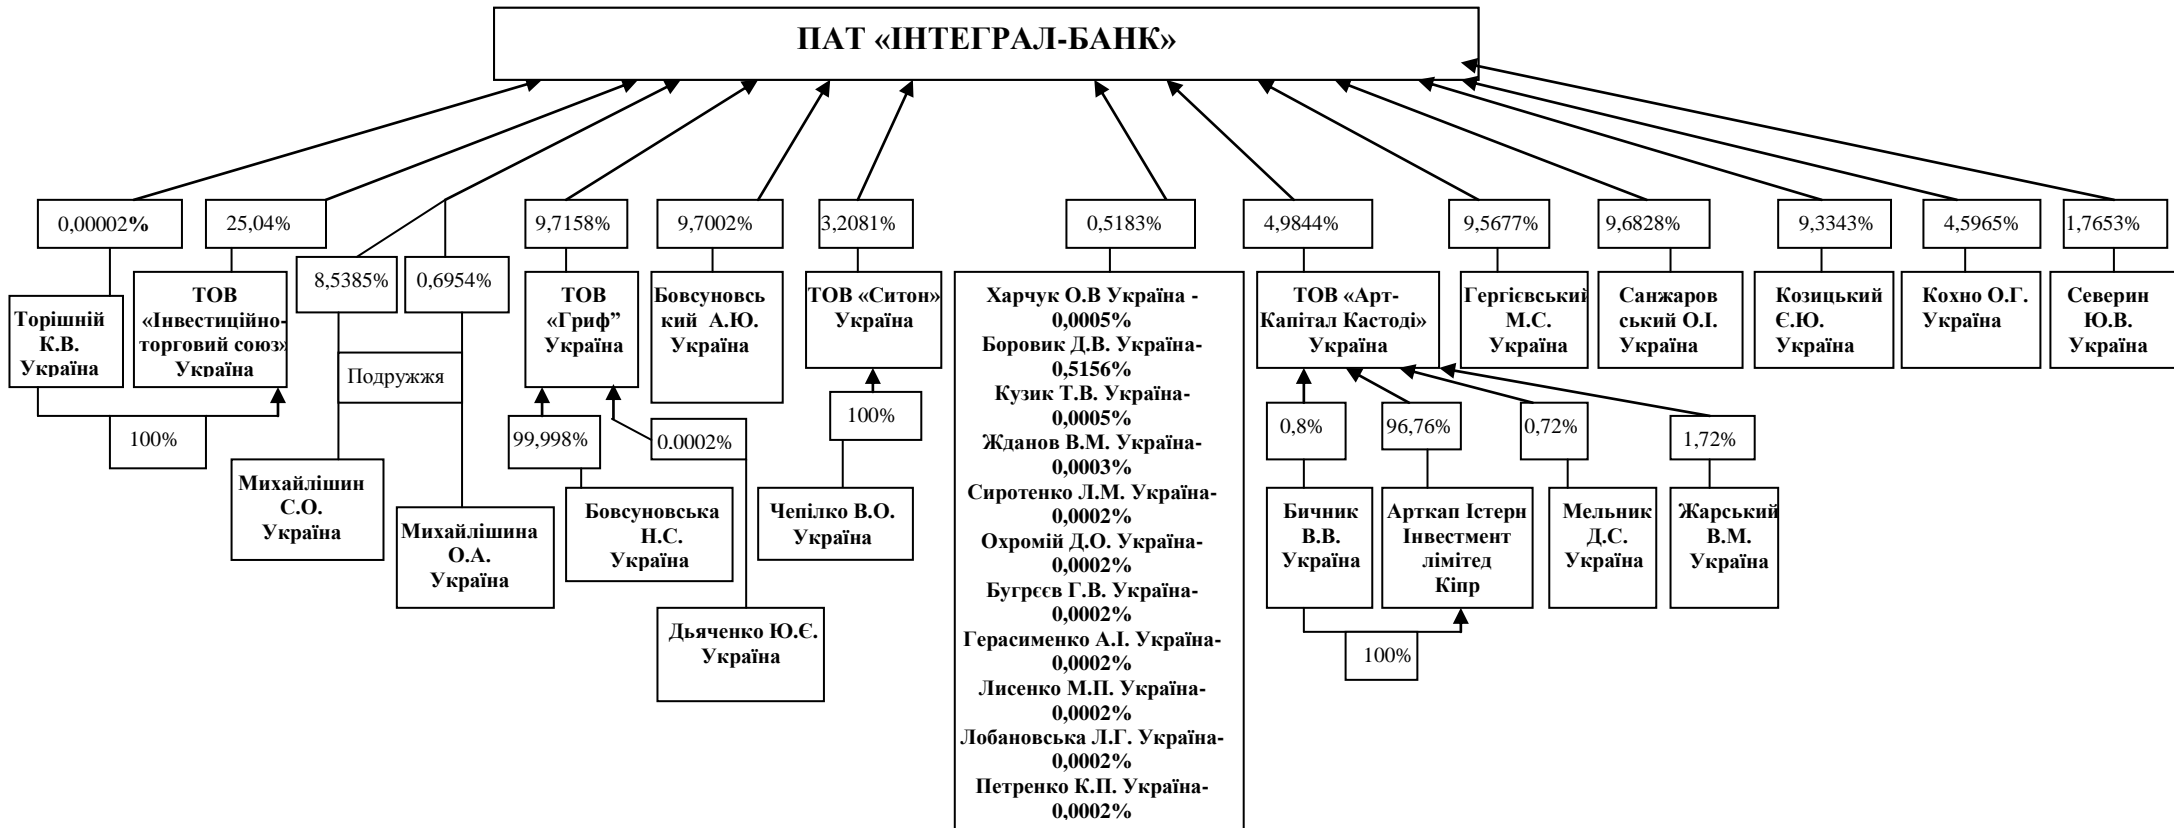 ПАТ «ІНТЕГРАЛ-БАНК»
0,00002%
25,04%
9,7158%
9,7002%
3,2081%
0,5183%
4,9844%
9,5677%
9,6828%
9,3343%
4,5965%
1,7653%
8,5385%
0,6954%
Торішній
К.В.
Україна
ТОВ
«Інвестиційно-
торговий союз»
Україна
ТОВ
«Гриф”
Україна
Бовсуновсь
кий А.Ю.
Україна
ТОВ «Ситон»
Україна
Харчук О.В Україна -
0,0005%
Боровик Д.В. Україна-
0,5156%
Кузик Т.В. Україна-
0,0005%
Жданов В.М. Україна-
0,0003%
Сиротенко Л.М. Україна-
0,0002%
Охромій Д.О. Україна-
0,0002%
Бугрєєв Г.В. Україна-
0,0002%
Герасименко А.І. Україна-
0,0002%
Лисенко М.П. Україна-
0,0002%
Лобановська Л.Г. Україна-
0,0002%
Петренко К.П. Україна-
0,0002%
ТОВ «Арт-
Капітал Кастоді»
Україна
Гергієвський
М.С.
Україна
Санжаров
ський О.І.
Україна
Козицький
Є.Ю.
Україна
Кохно О.Г.
Україна
Северин
Ю.В.
Україна
Подружжя
100%
99,998%
0.0002%
100%
0,8%
96,76%
0,72%
1,72%
Михайлішин
С.О.
Україна
Михайлішина
О.А.
Україна
Бовсуновська
Н.С.
Україна
Дьяченко Ю.Є.
Україна
Чепілко В.О.
Україна
Бичник
В.В.
Україна
Арткап Істерн
Інвестмент
лімітед
Кіпр
Мельник
Д.С.
Україна
Жарський
В.М.
Україна
100%